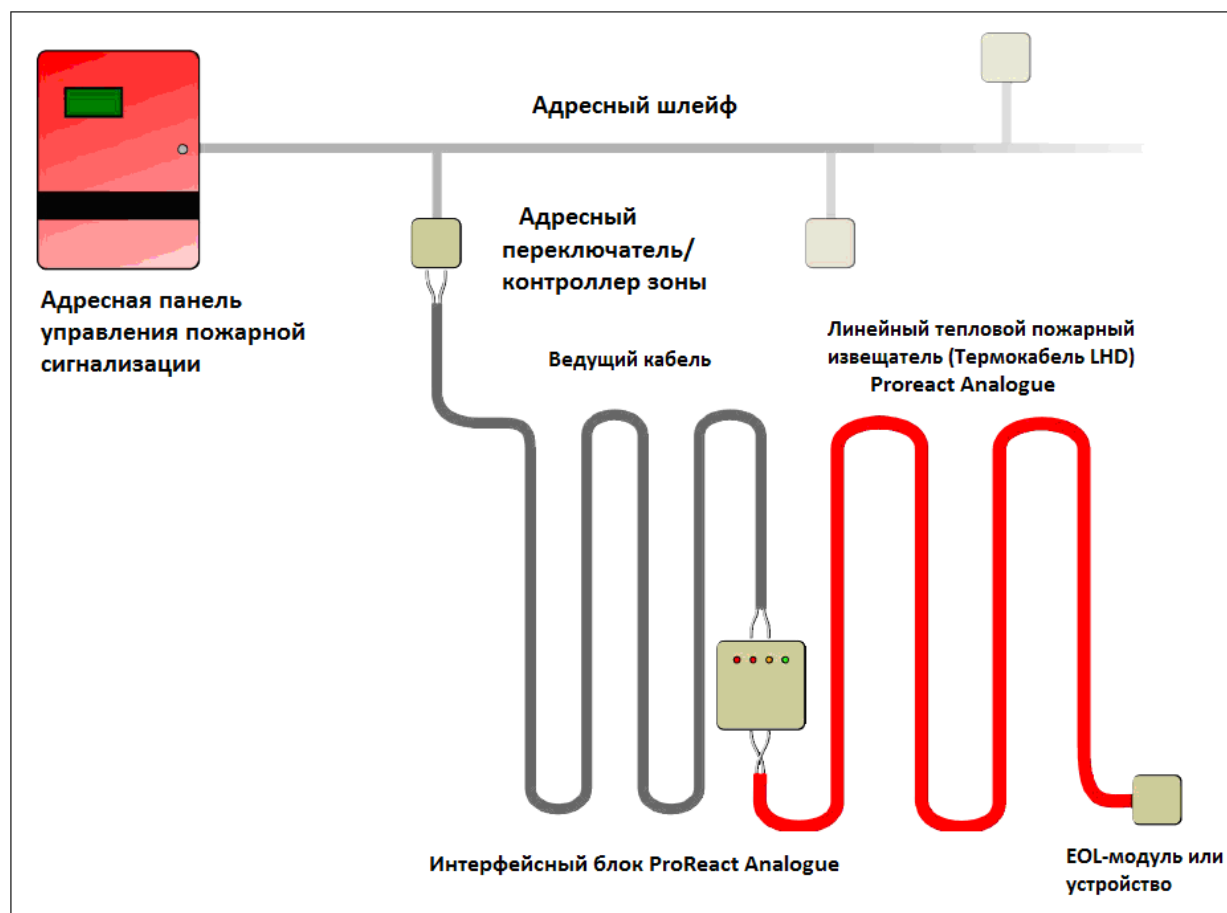 Адресный шлейф
Адресный
переключатель/
контроллер зоны
Адресная панель
управления пожарной
сигнализации
Ведущий кабель
Линейный тепловой пожарный
извещатель (Термокабель LHD)
Proreact Analogue
Интерфейсный блок ProReact Analogue
EOL-модуль или
устройство